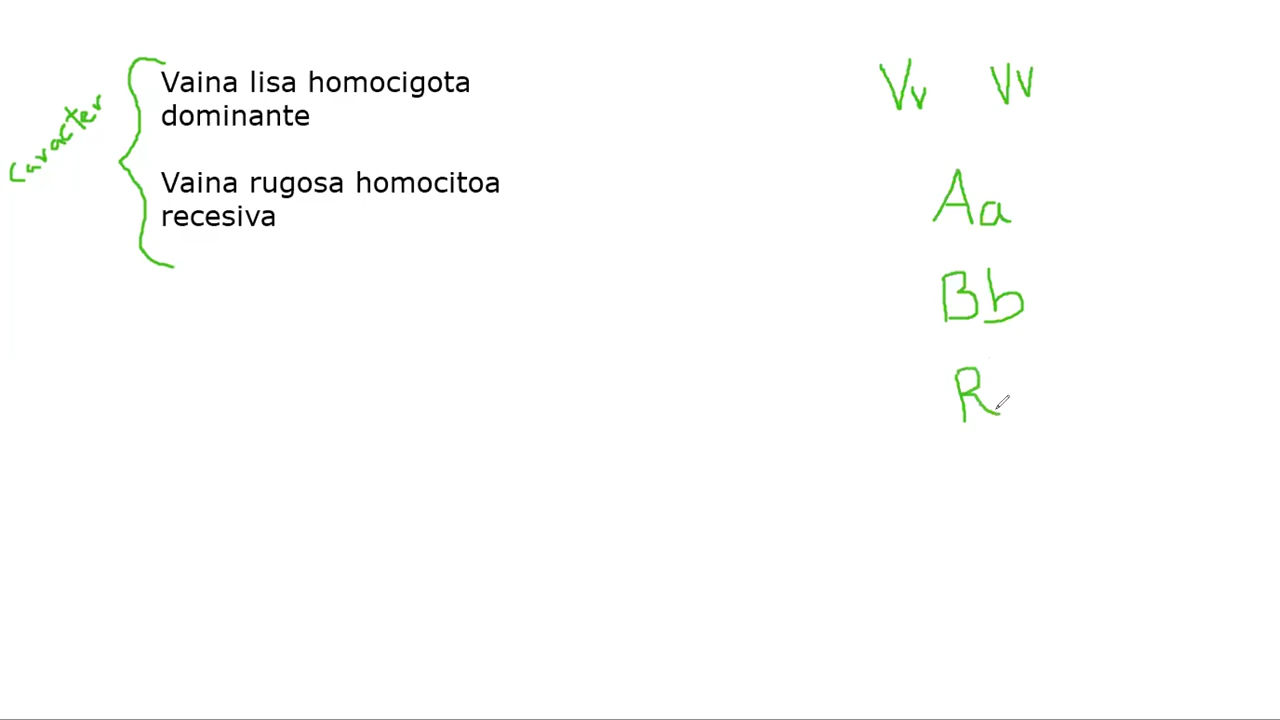 Caracter
Vaina lisa homocigota
dominante
Vaina rugosa homocitoa
recesiva
Vv VV
Aa
Bb
R